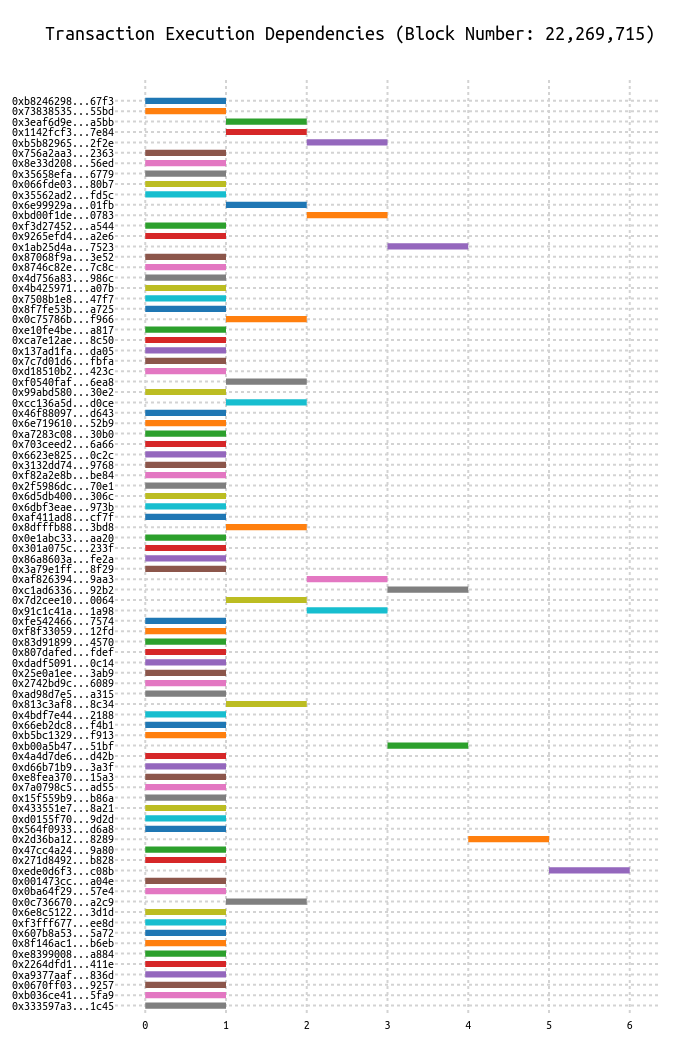 Transaction Execution Dependencies (Block Number: 22,269,715)
0xb8246298...67f3
0x73838535...55bd
0x3eaf6d9e...a5bb
0x1142fcf3...7e84
0xb5b82965...2f2e
0x756a2aa3...2363
0x8e33d208...56ed
0x35658efa...6779
0x066fde03...80b7
0x35562ad2...fd5c
0x6e99929a...01fb
0xbd00f1de...0783
0xf3d27452...a544
0x9265efd4...a2e6
0x1ab25d4a...7523
0x87068f9a...3e52
0x8746c82e...7c8c
0x4d756a83...986c
0x4b425971...a07b
0x7508b1e8...47f7
0x8f7fe53b...a725
0x0c75786b...f966
0xe10fe4be...a817
0xca7e12ae...8c50
0x137ad1fa...da05
0x7c7d01d6...fbfa
0xd18510b2...423c
0xf0540faf...6ea8
0x99abd580...30e2
0xcc136a5d...d0ce
0x46f88097...d643
0x6e719610...52b9
0xa7283c08...30b0
0x703ceed2...6a66
0x6623e825...0c2c
0x3132dd74...9768
0xf82a2e8b...be84
0x2f5986dc...70e1
0x6d5db400...306c
0x6dbf3eae...973b
0xaf411ad8...cf7f
0x8dfffb88...3bd8
0x0e1abc33...aa20
0x301a075c...233f
0x86a8603a...fe2a
0x3a79e1ff...8f29
0xaf826394...9aa3
0xc1ad6336...92b2
0x7d2cee10...0064
0x91c1c41a...1a98
0xfe542466...7574
0xf8f33059...12fd
0x83d91899...4570
0x807dafed...fdef
0xdadf5091...0c14
0x25e0a1ee...3ab9
0x2742bd9c...6089
0xad98d7e5...a315
0x813c3af8...8c34
0x4bdf7e44...2188
0x66eb2dc8...f4b1
0xb5bc1329...f913
0xb00a5b47...51bf
0x4a4d7de6...d42b
0xd66b71b9...3a3f
0xe8fea370...15a3
0x7a0798c5...ad55
0x15f559b9...b86a
0x433551e7...8a21
0xd0155f70...9d2d
0x564f0933...d6a8
0x2d36ba12...8289
0x47cc4a24...9a80
0x271d8492...b828
0xede0d6f3...c08b
0x001473cc...a04e
0x0ba64f29...57e4
0x0c736670...a2c9
0x6e8c5122...3d1d
0xf3fff677...ee8d
0x607b8a53...5a72
0x8f146ac1...b6eb
0xe8399008...a884
0x2264dfd1...411e
0xa9377aaf...836d
0x0670ff03...9257
0xb036ce41...5fa9
0x333597a3...1c45
0 1 2 3 4 5 6